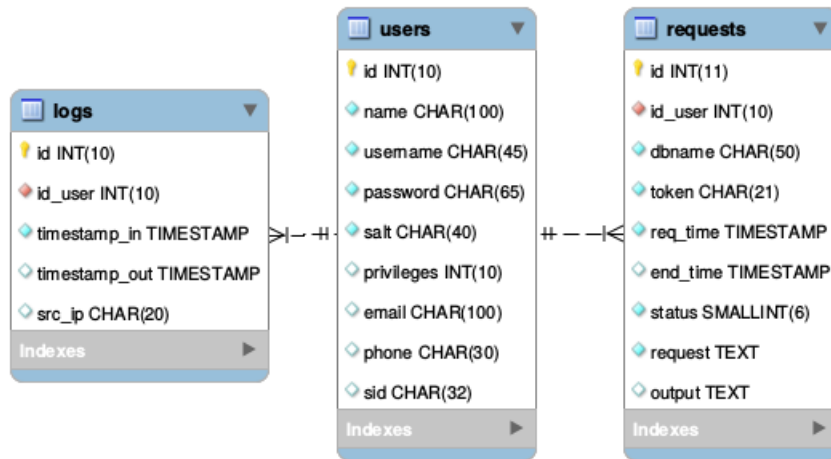 logs
id INT(10)
id_user INT(10)
timestamp_in TIMESTAMP
timestamp_out TIMESTAMP
src_ip CHAR(20)
Indexes
users
id INT(10)
name CHAR(100)
username CHAR(45)
password CHAR(65)
salt CHAR(40)
privileges INT(10)
email CHAR(100)
phone CHAR(30)
sid CHAR(32)
Indexes
requests
id INT(11)
id_user INT(10)
dbname CHAR(50)
token CHAR(21)
req_time TIMESTAMP
end_time TIMESTAMP
status SMALLINT(6)
request TEXT
output TEXT
Indexes